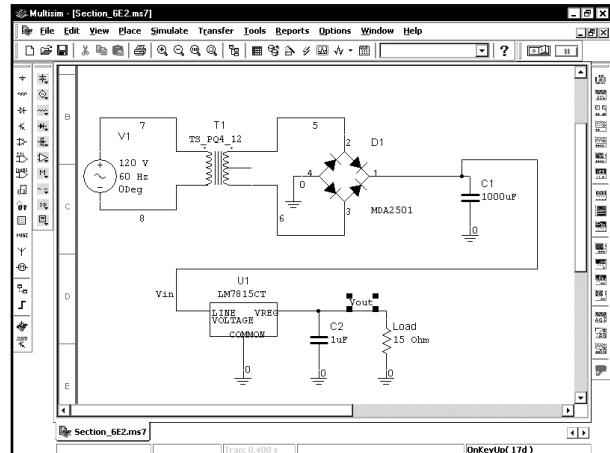 Multisim - [Section_6E2.ms7]
File Edit View Place Simulate Transfer Tools Reports Options Window Help
7
V1
120 V
60 Hz
0Deg
8
T1
TS_PQ4_12
5
6
D1
2
4
1
0
3
MDA2501
C1
1000uF
0
B
C
D
E
Vin
U1
LM7815CT
LINE VREG
VOLTAGE
COMMON
0
C2
1uF
0
Vout
Load
15 Ohm
0
MISC
.com
Section_6E2.ms7
Tran: 0.400 s
OnKeyUp( 17d )